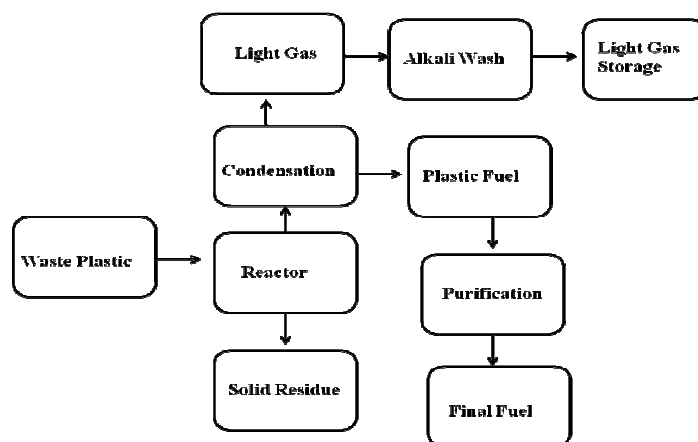 Light Gas
Alkali Wash
Light Gas
Storage
Condensation
Plastic Fuel
Waste Plastic
Reactor
Purification
Solid Residue
Final Fuel